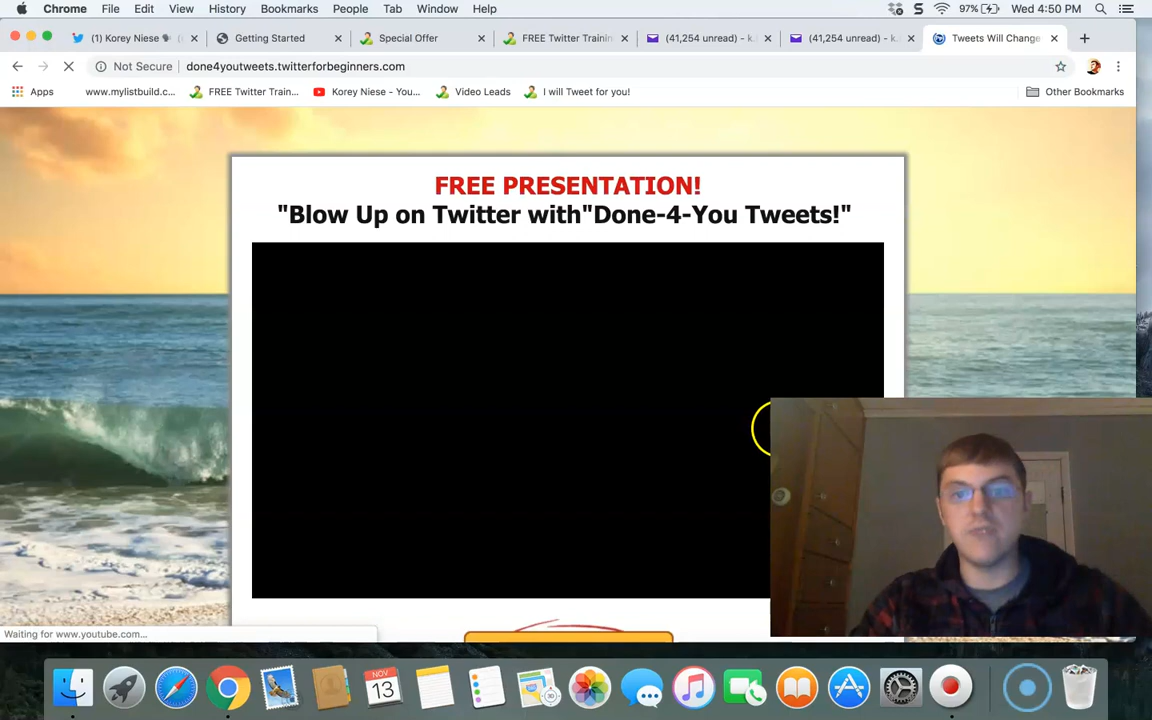 Chrome File Edit View History Bookmarks People Tab Window Help 97% Wed 4:50 PM
(1) Korey Niese Getting Started Special Offer FREE Twitter Trainin (41,254 unread) - k. (41,254 unread) - k. Tweets Will Change
Not Secure done4youtweets.twitterforbeginners.com
Apps www.mylistbuild.c... FREE Twitter Train... Korey Niese - You... Video Leads I will Tweet for you! Other Bookmarks
FREE PRESENTATION!
"Blow Up on Twitter with"Done-4-You Tweets!"
Waiting for www.youtube.com...
NOV
13